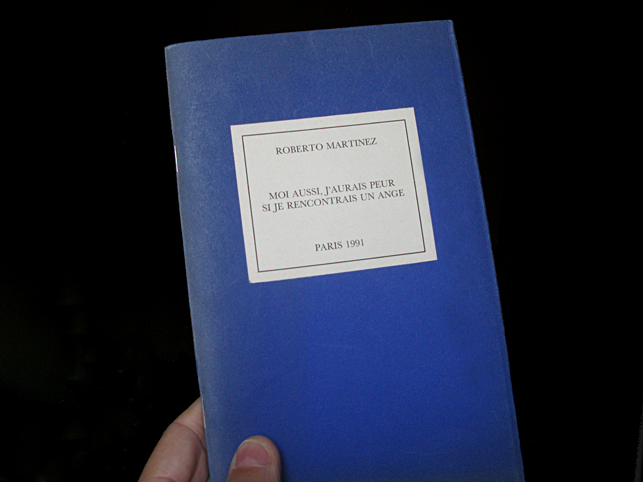 ROBERTO MARTINEZ
MOI AUSSI, J'AURAIS PEUR
SI JE RENCONTRAIS UN ANGE
PARIS 1991